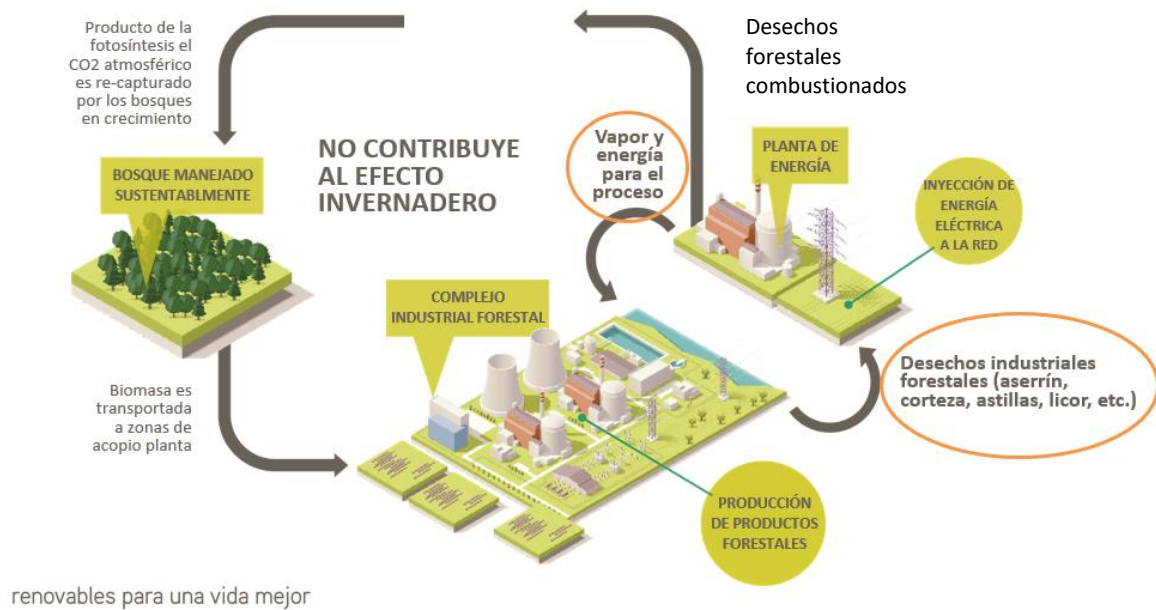 Producto de la
fotosíntesis el
CO2 atmosférico
es re-capturado
por los bosques
en crecimiento
Desechos
forestales
combustionados
NO CONTRIBUYE
AL EFECTO
INVERNADERO
Vapor y
energía
para el
proceso
PLANTA DE
ENERGÍA
BOSQUE MANEJADO
SUSTENTABLMENTE
INYECCIÓN DE
ENERGÍA
ELÉCTRICA
A LA RED
COMPLEJO
INDUSTRIAL FORESTAL
Desechos industriales
forestales (aserrín,
corteza, astillas, licor, etc.)
Biomasa es
transportada
a zonas de
acopio planta
PRODUCCIÓN
DE PRODUCTOS
FORESTALES
renovables para una vida mejor